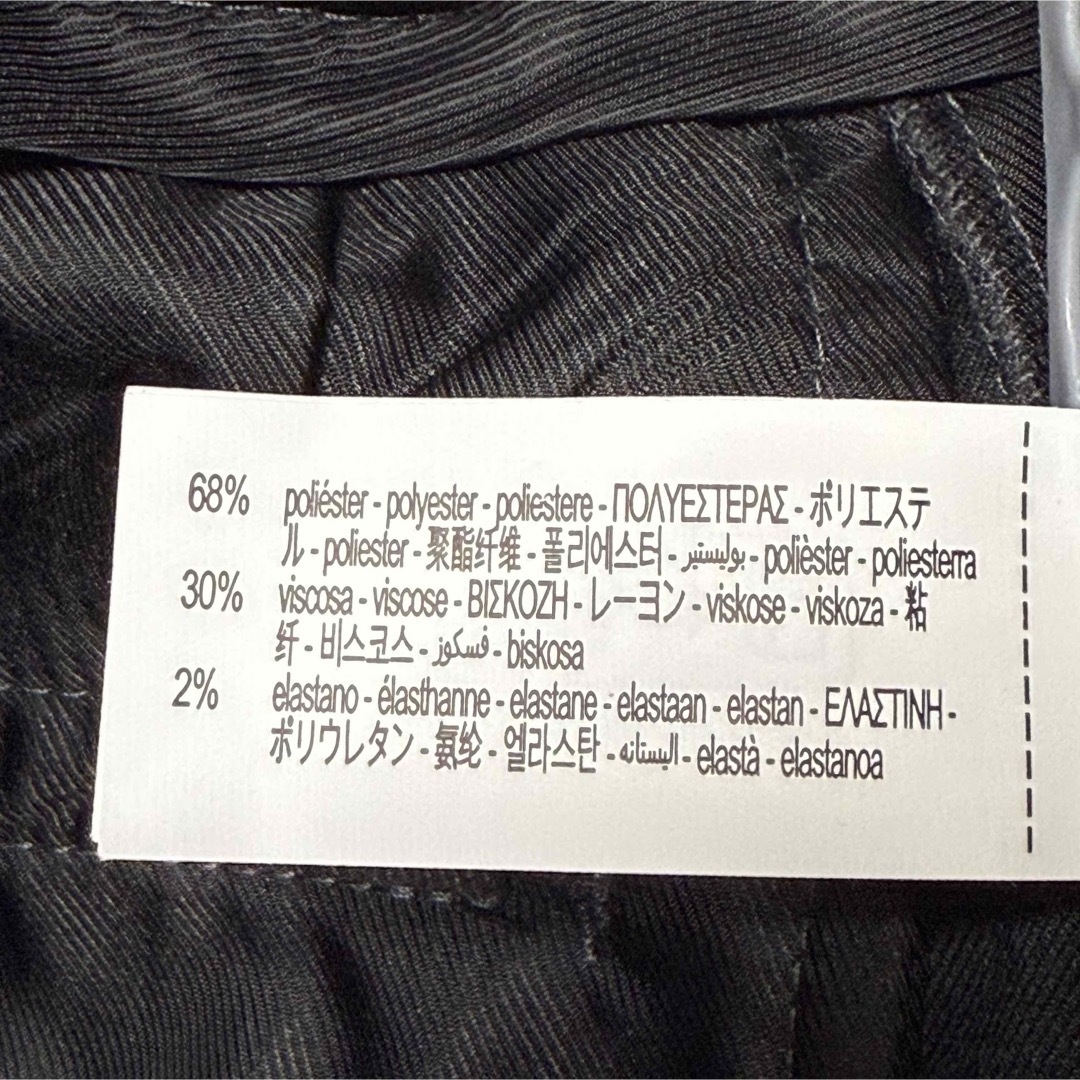 68% poliéster - polyester - poliestere - ΠΟΛΥΕΣΤΕΡΑΣ - ポリエステ
ル - poliester - 聚酯纤维 - 폴리에스터 - بوليستير - polièster - poliesterra
30% viscosa - viscose - ΒΙΣΚΟΖΗ - レーヨン - viskose - viskoza - 粘
纤 - 비스코스 - فسكوز - biskosa
2% elastano - élasthanne - elastane - elastaan - elastan - ΕΛΑΣΤΙΝΗ -
ポリウレタン - 氨纶 - 엘라스탄 - اليستانه - elastà - elastanoa